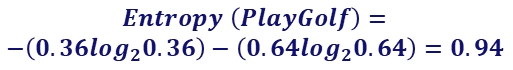 Entropy (PlayGolf) =
−(0.36log₂0.36) − (0.64log₂0.64) = 0.94